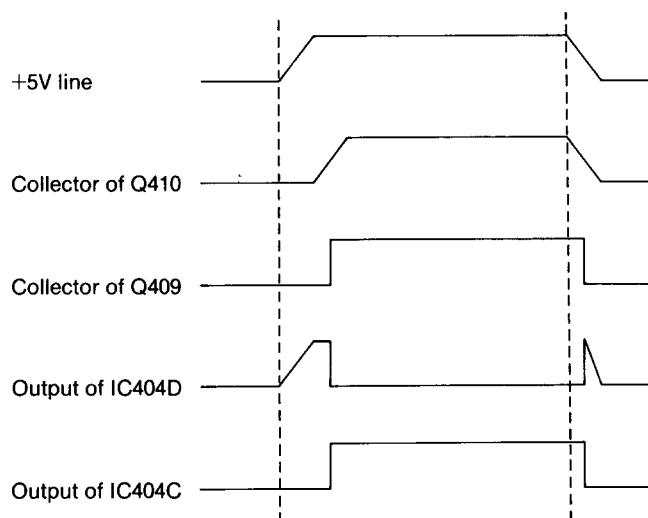 +5V line
Collector of Q410
Collector of Q409
Output of IC404D
Output of IC404C